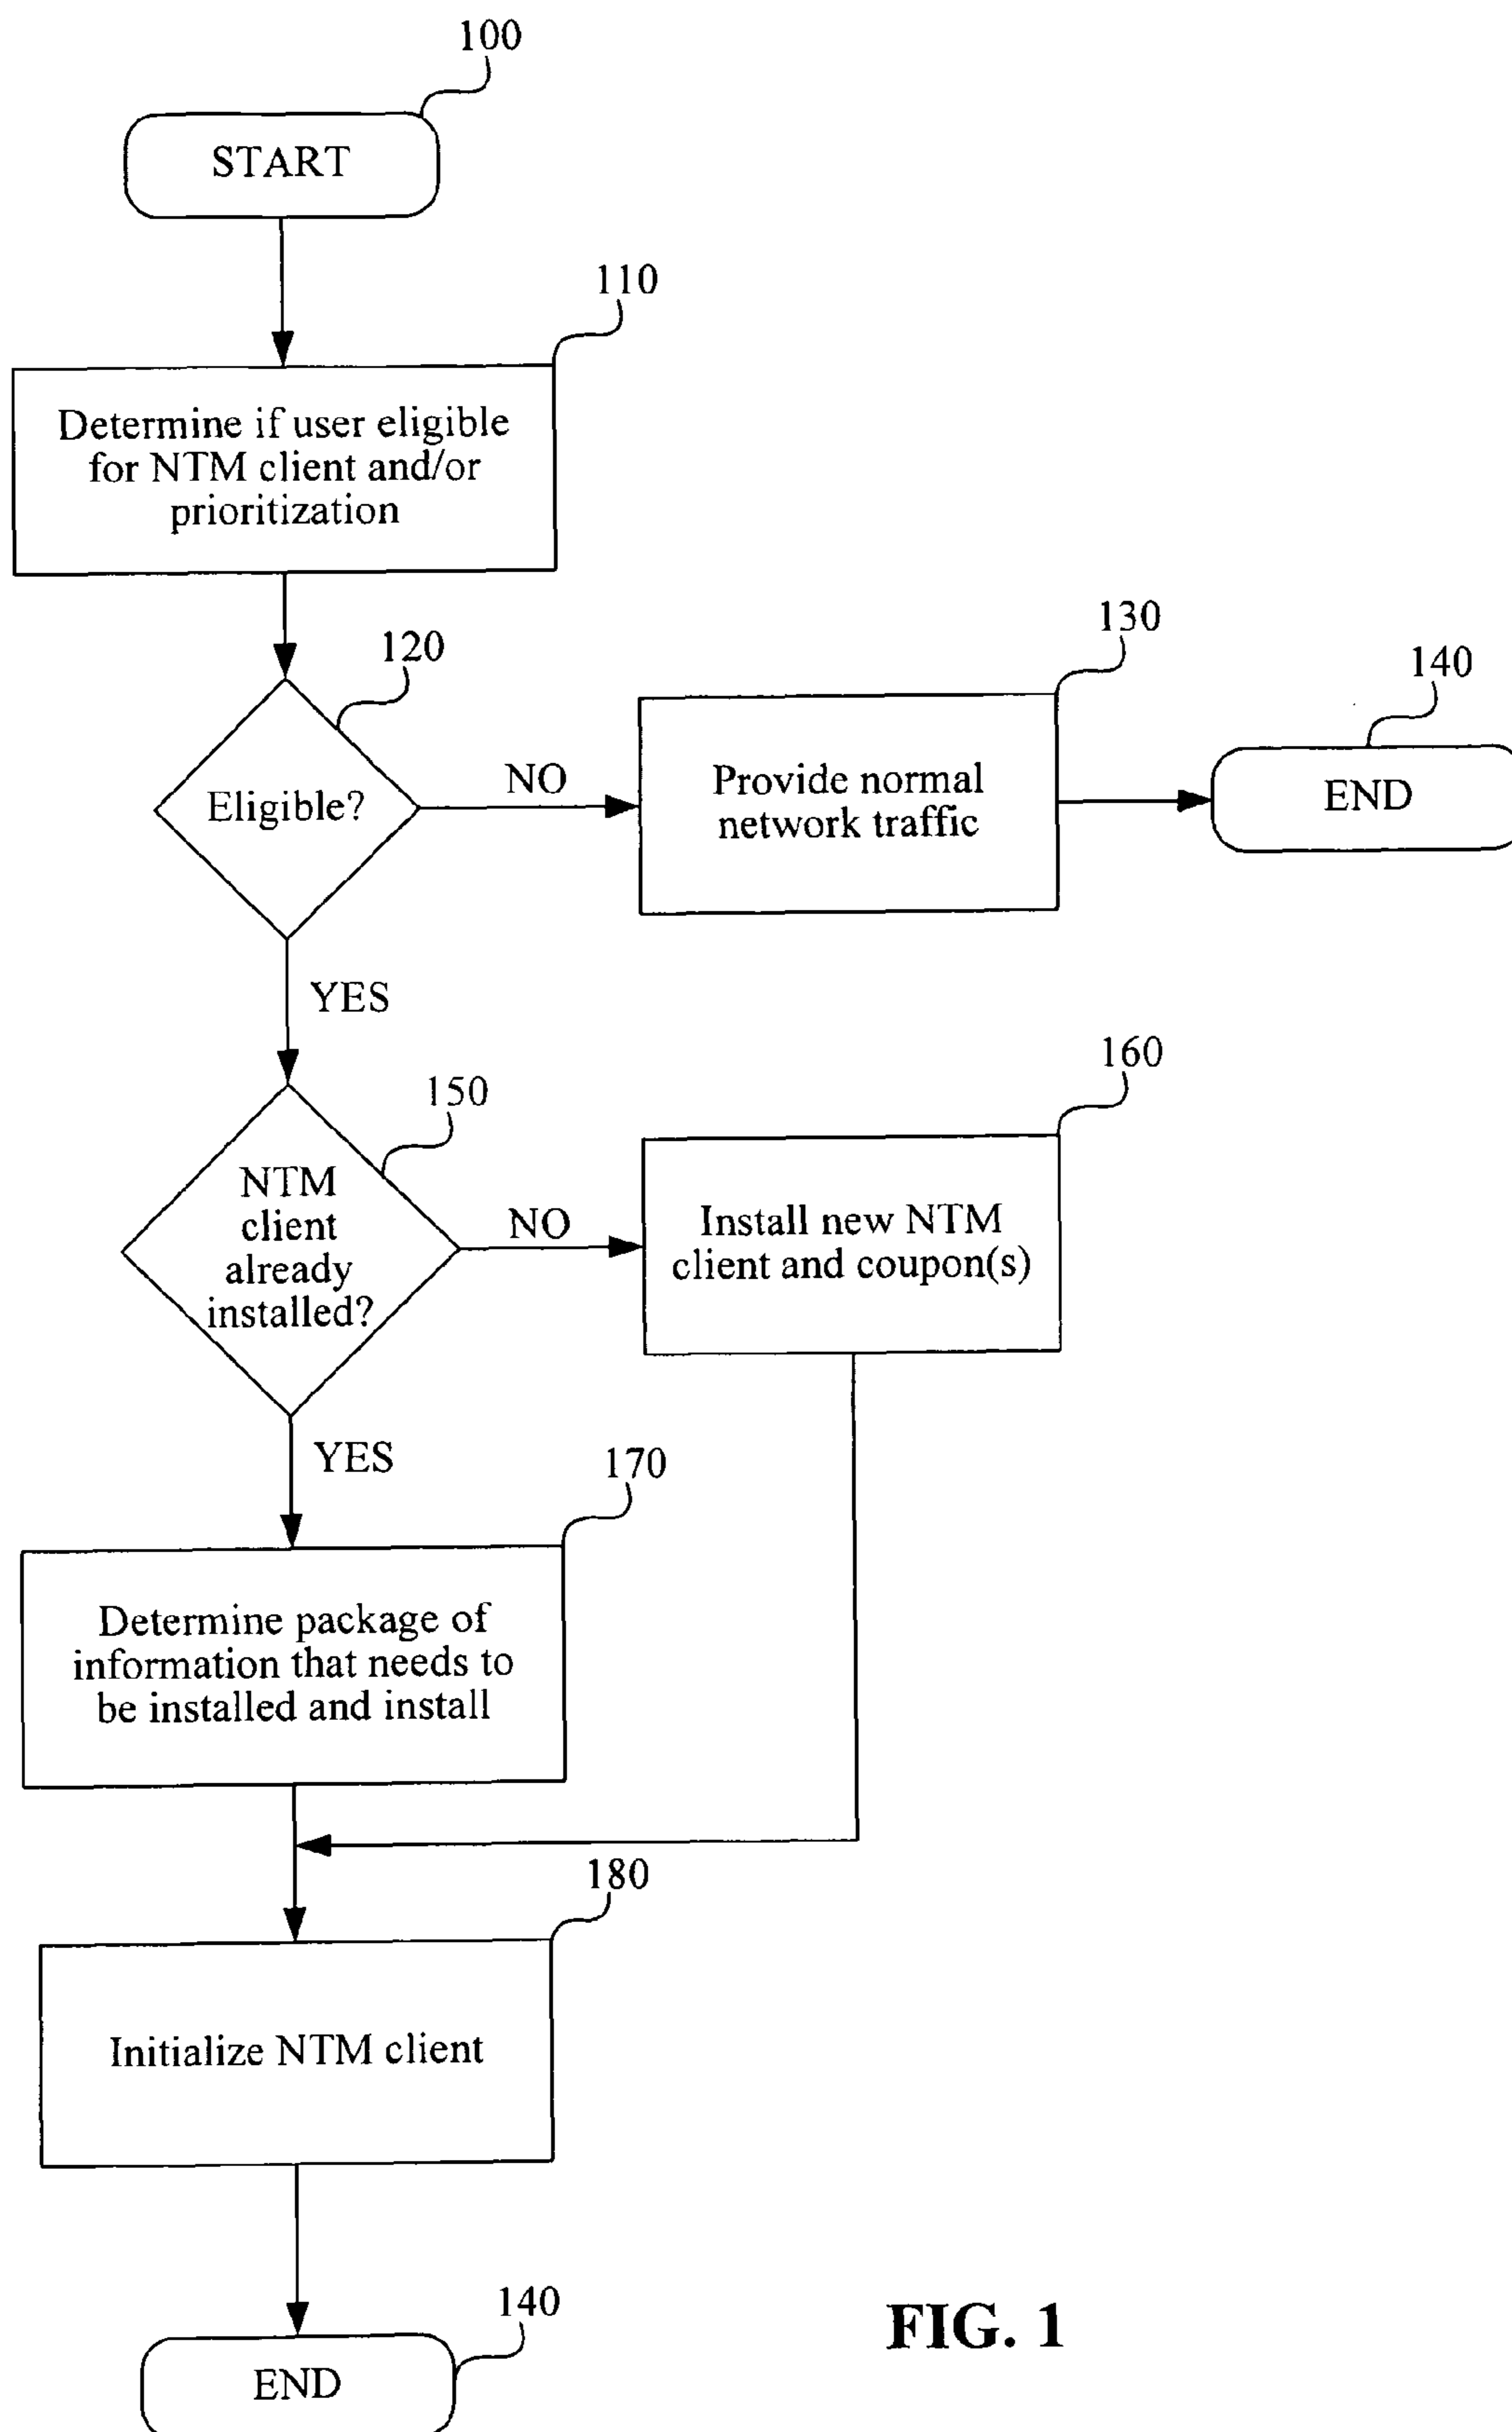 100
START
110
Determine if user eligible
for NTM client and/or
prioritization
120
Eligible?
NO
130
Provide normal
network traffic
140
END
YES
150
NTM
client
already
installed?
NO
160
Install new NTM
client and coupon(s)
YES
170
Determine package of
information that needs to
be installed and install
180
Initialize NTM client
140
END
FIG. 1